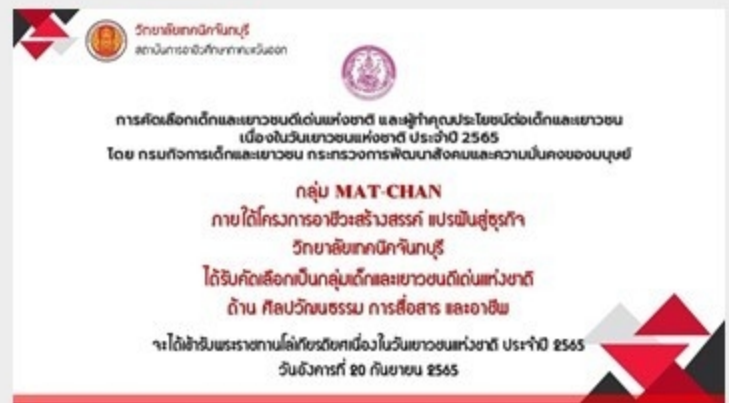 วิทยาลัยเทคนิคจันทบุรี
สถาบันการอาชีวศึกษาภาคตะวันออก
การคัดเลือกเด็กและเยาวชนดีเด่นแห่งชาติ และผู้ทำคุณประโยชน์ต่อเด็กและเยาวชน
เนื่องในวันเยาวชนแห่งชาติ ประจำปี 2565
โดย กรมกิจการเด็กและเยาวชน กระทรวงการพัฒนาสังคมและความมั่นคงของมนุษย์
กลุ่ม MAT-CHAN
ภายใต้โครงการอาชีวะสร้างสรรค์ แปรฝันสู่ธุรกิจ
วิทยาลัยเทคนิคจันทบุรี
ได้รับคัดเลือกเป็นกลุ่มเด็กและเยาวชนดีเด่นแห่งชาติ
ด้าน ศิลปวัฒนธรรม การสื่อสาร และอาชีพ
จะได้เข้ารับพระราชทานโล่เกียรติยศเนื่องในวันเยาวชนแห่งชาติ ประจำปี 2565
วันอังคารที่ 20 กันยายน 2565